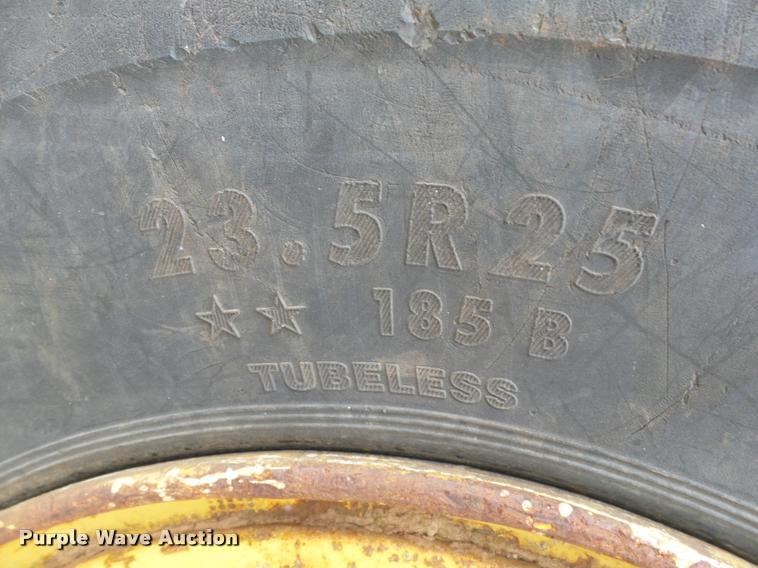 23.5R25
★★ 185 B
TUBELESS
Purple Wave Auction